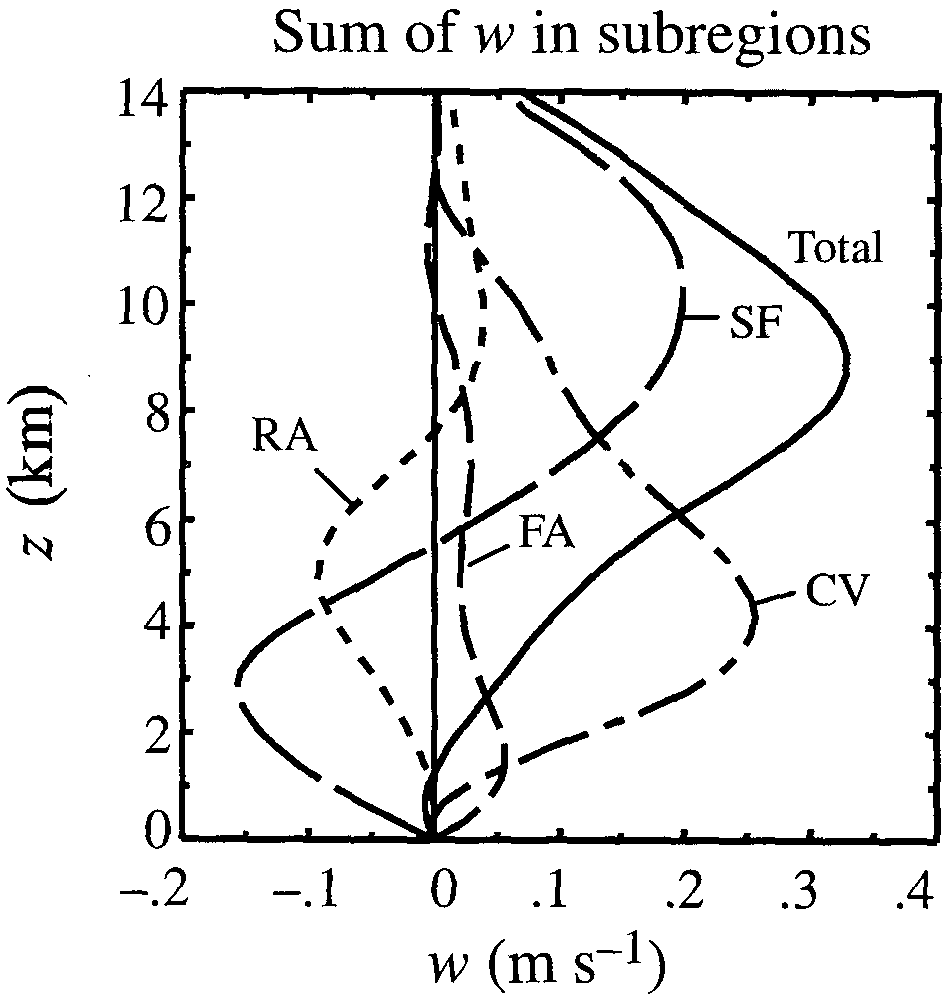 Sum of w in subregions
14
12
10
8
6
4
2
0
z (km)
Total
SF
RA
FA
CV
-.2
-.1
0
.1
.2
.3
.4
w (m s⁻¹)